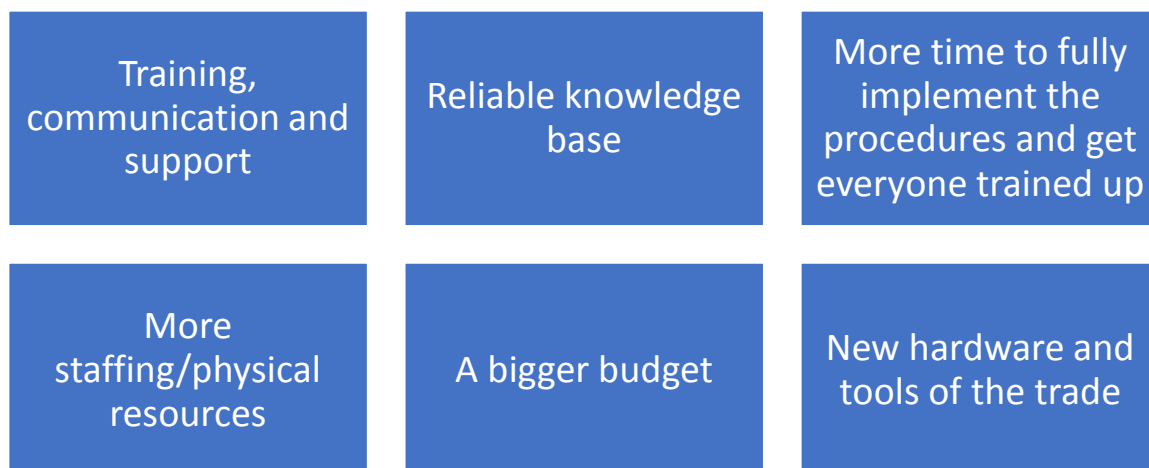 Training,
communication and
support
Reliable knowledge
base
More time to fully
implement the
procedures and get
everyone trained up
More
staffing/physical
resources
A bigger budget
New hardware and
tools of the trade